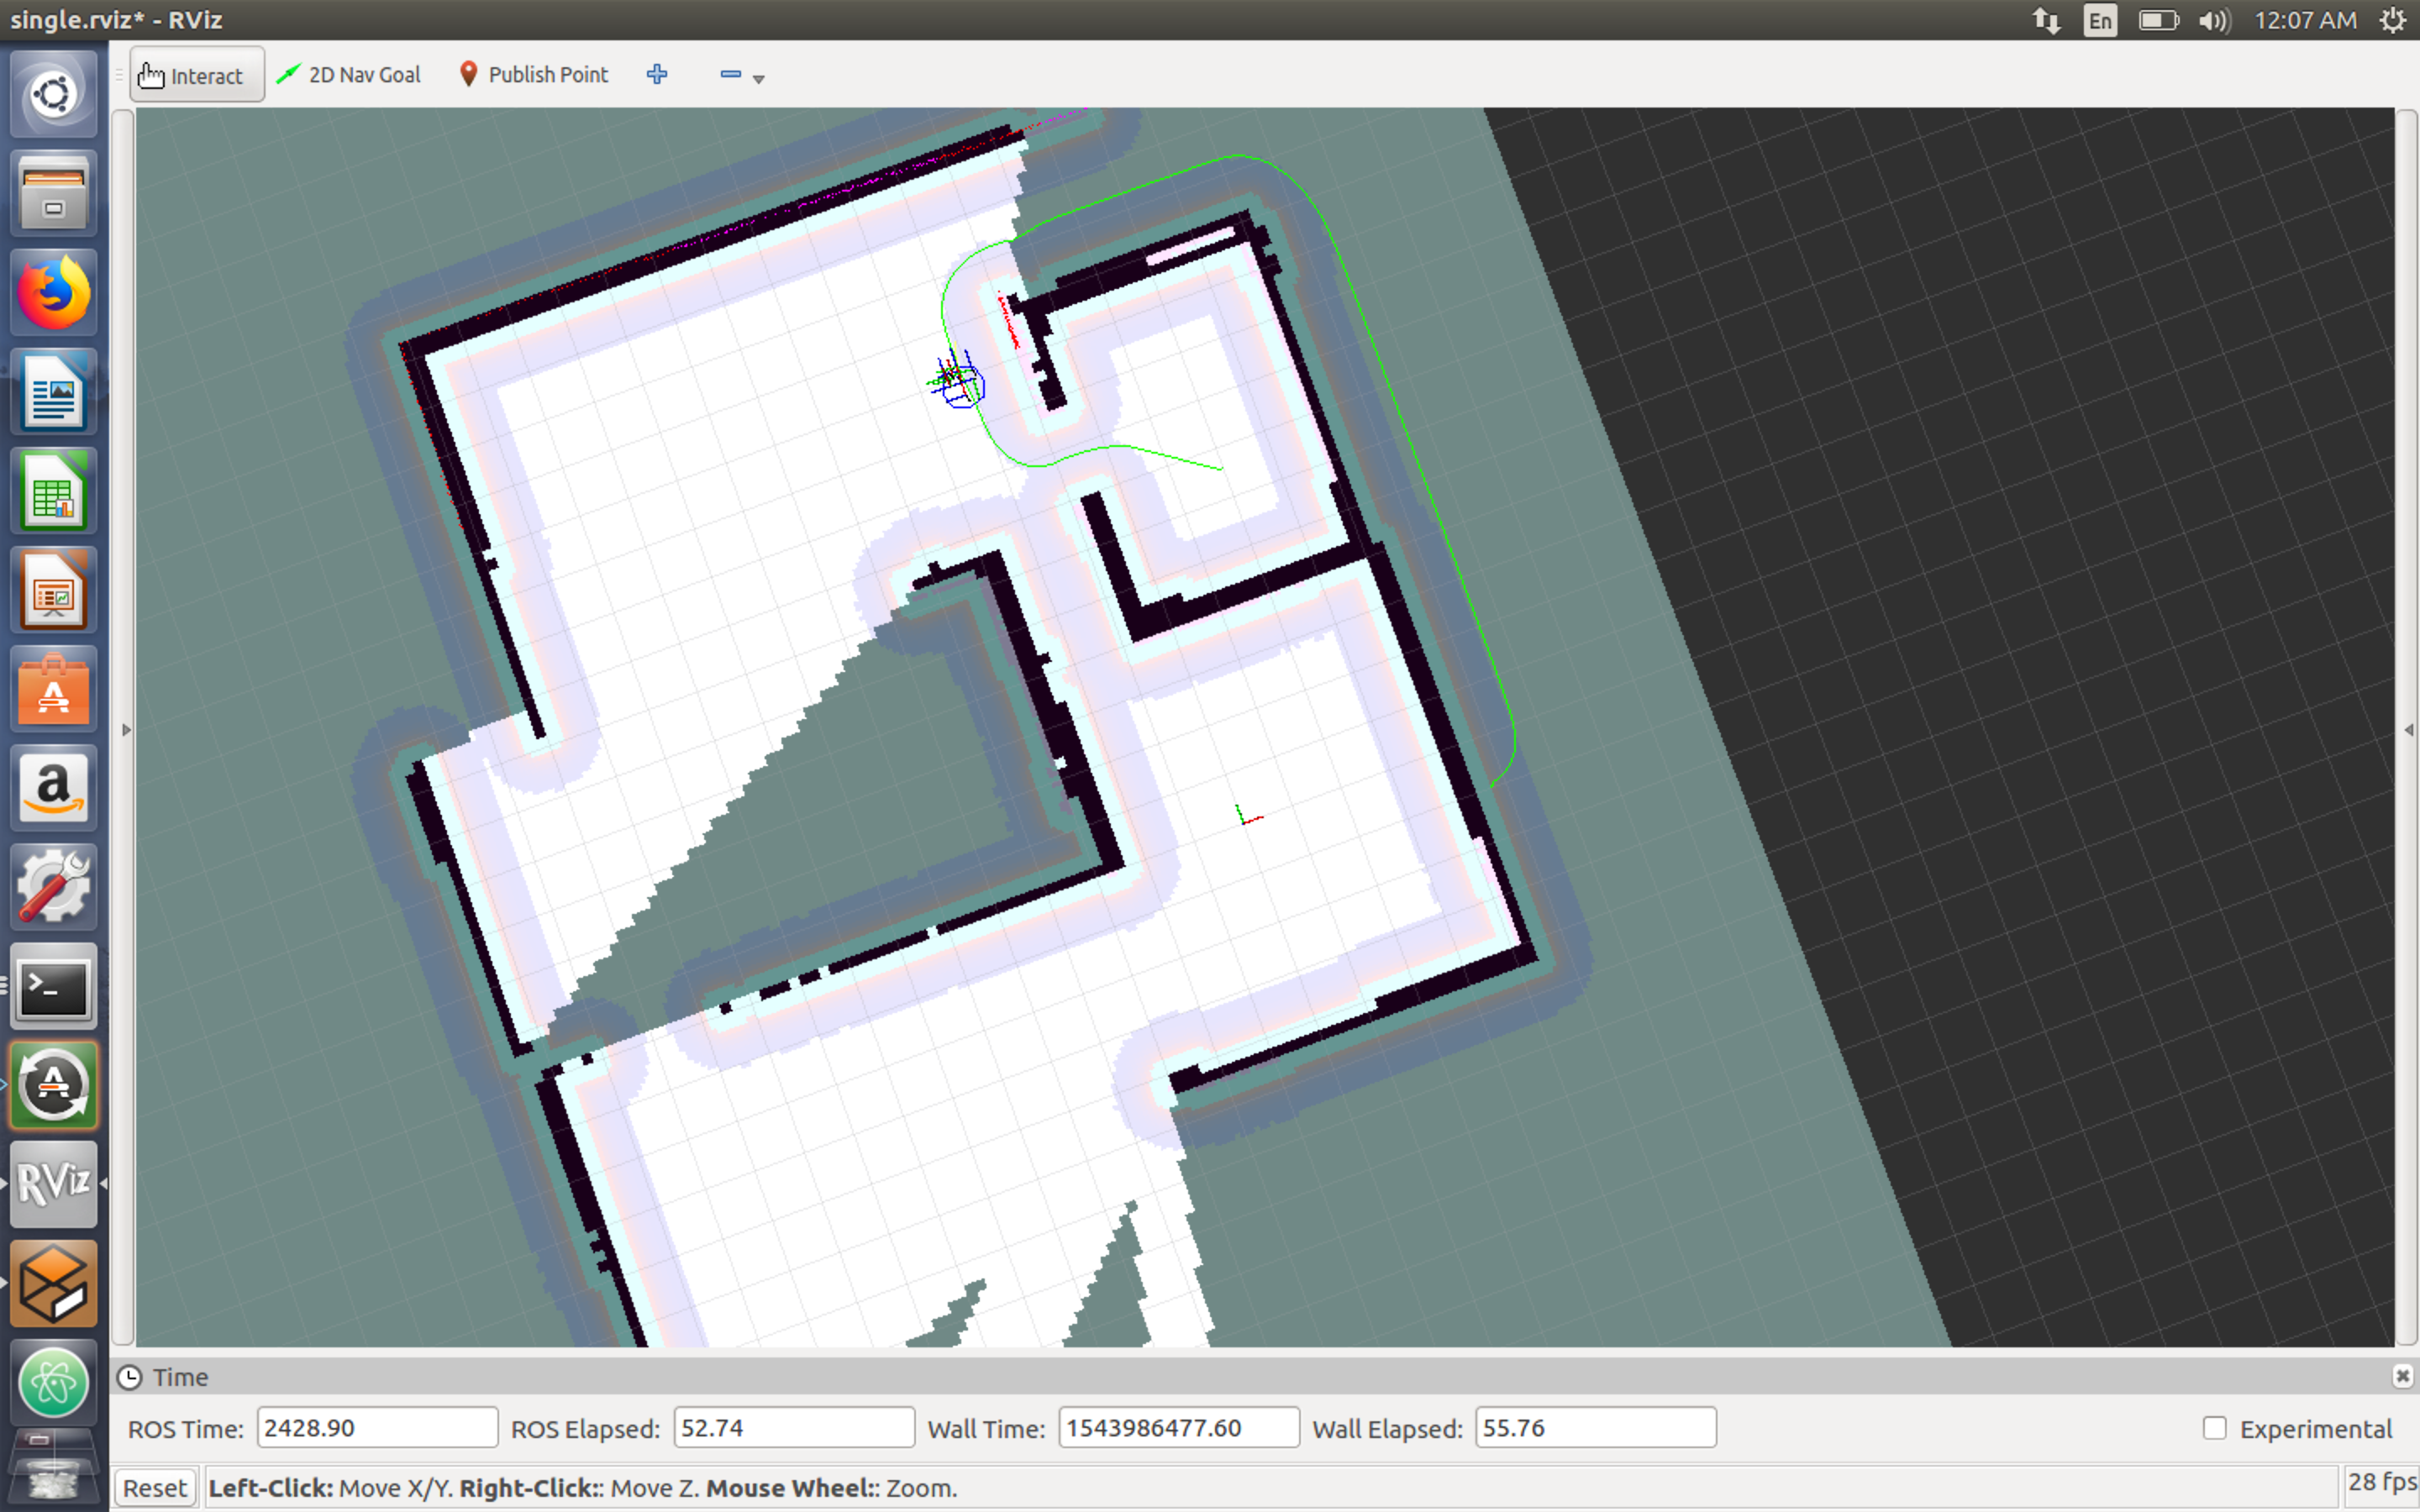 single.rviz* - RViz
En
12:07 AM
Interact
2D Nav Goal
Publish Point
a
>_
RViz
Time
ROS Time: 2428.90 ROS Elapsed: 52.74 Wall Time: 1543986477.60 Wall Elapsed: 55.76 Experimental
Reset Left-Click: Move X/Y. Right-Click:: Move Z. Mouse Wheel:: Zoom. 28 fps